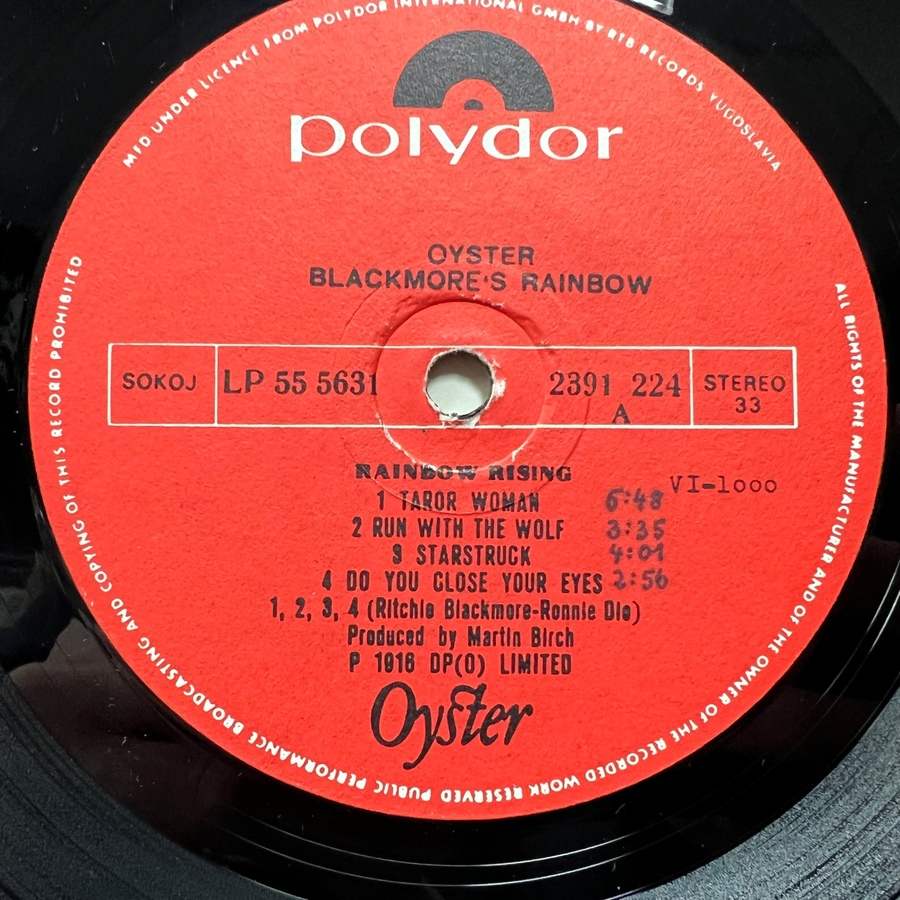 MFD UNDER LICENCE FROM POLYDOR INTERNATIONAL GMBH BY RTB RECORDS YUGOSLAVIA
polydor
OYSTER
BLACKMORE'S RAINBOW
SOKOJ
LP 55 5631
2391 224
A
STEREO
33
RAINBOW RISING
VI-1000
1 TAROR WOMAN 6:48
2 RUN WITH THE WOLF 3:35
9 STARSTRUCK 4:01
4 DO YOU CLOSE YOUR EYES 2:56
1, 2, 3, 4 (Ritchie Blackmore-Ronnie Dio)
Produced by Martin Birch
P 1916 OP(O) LIMITED
Oyster
ALL RIGHTS OF THE MANUFACTURER AND OF THE OWNER OF THE RECORDED WORK RESERVED PUBLIC PERFORMANCE BROADCASTING AND COPYING OF THIS RECORD PROHIBITED